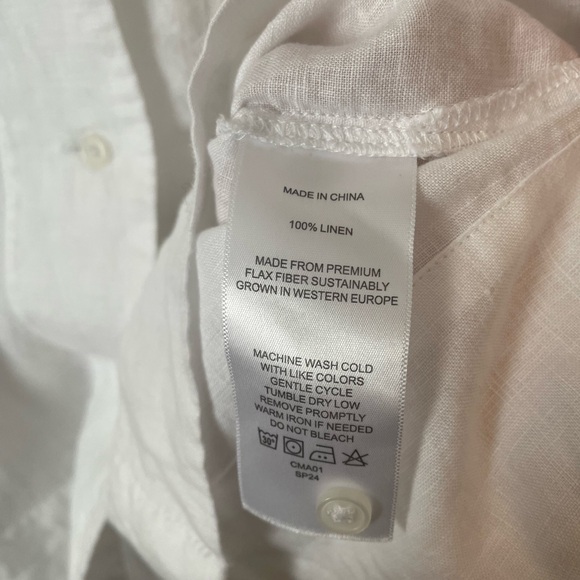 MADE IN CHINA
100% LINEN
MADE FROM PREMIUM
FLAX FIBER SUSTAINABLY
GROWN IN WESTERN EUROPE
MACHINE WASH COLD
WITH LIKE COLORS
GENTLE CYCLE
TUMBLE DRY LOW
REMOVE PROMPTLY
WARM IRON IF NEEDED
DO NOT BLEACH
30°
CMA01
SP24